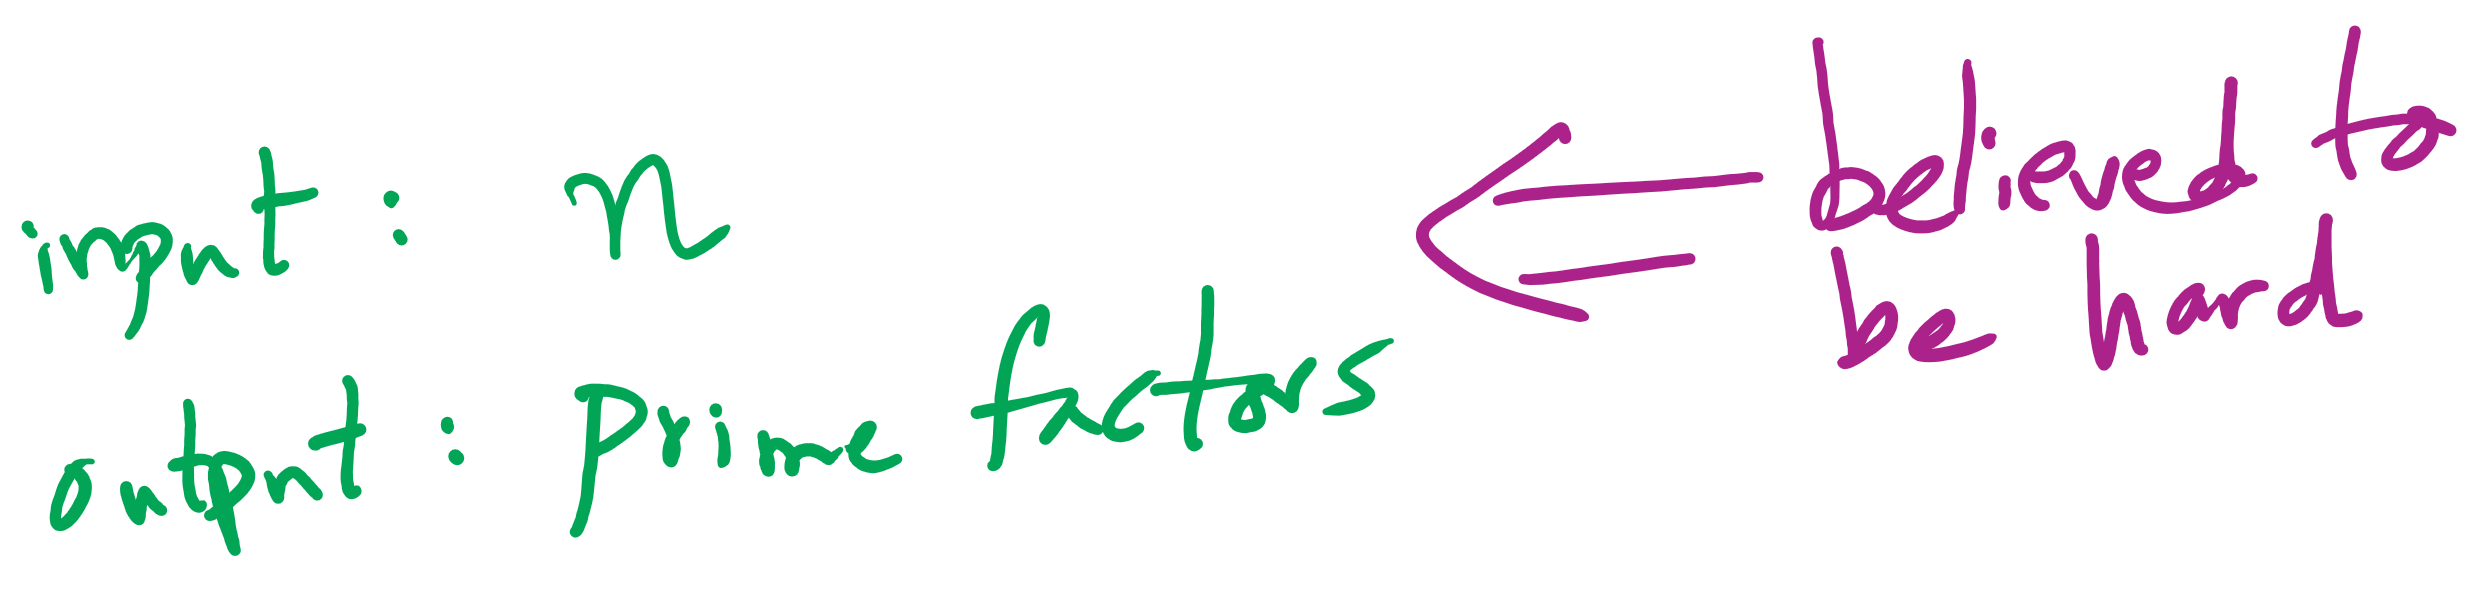 input: n
output: prime factors
believed to
be hard